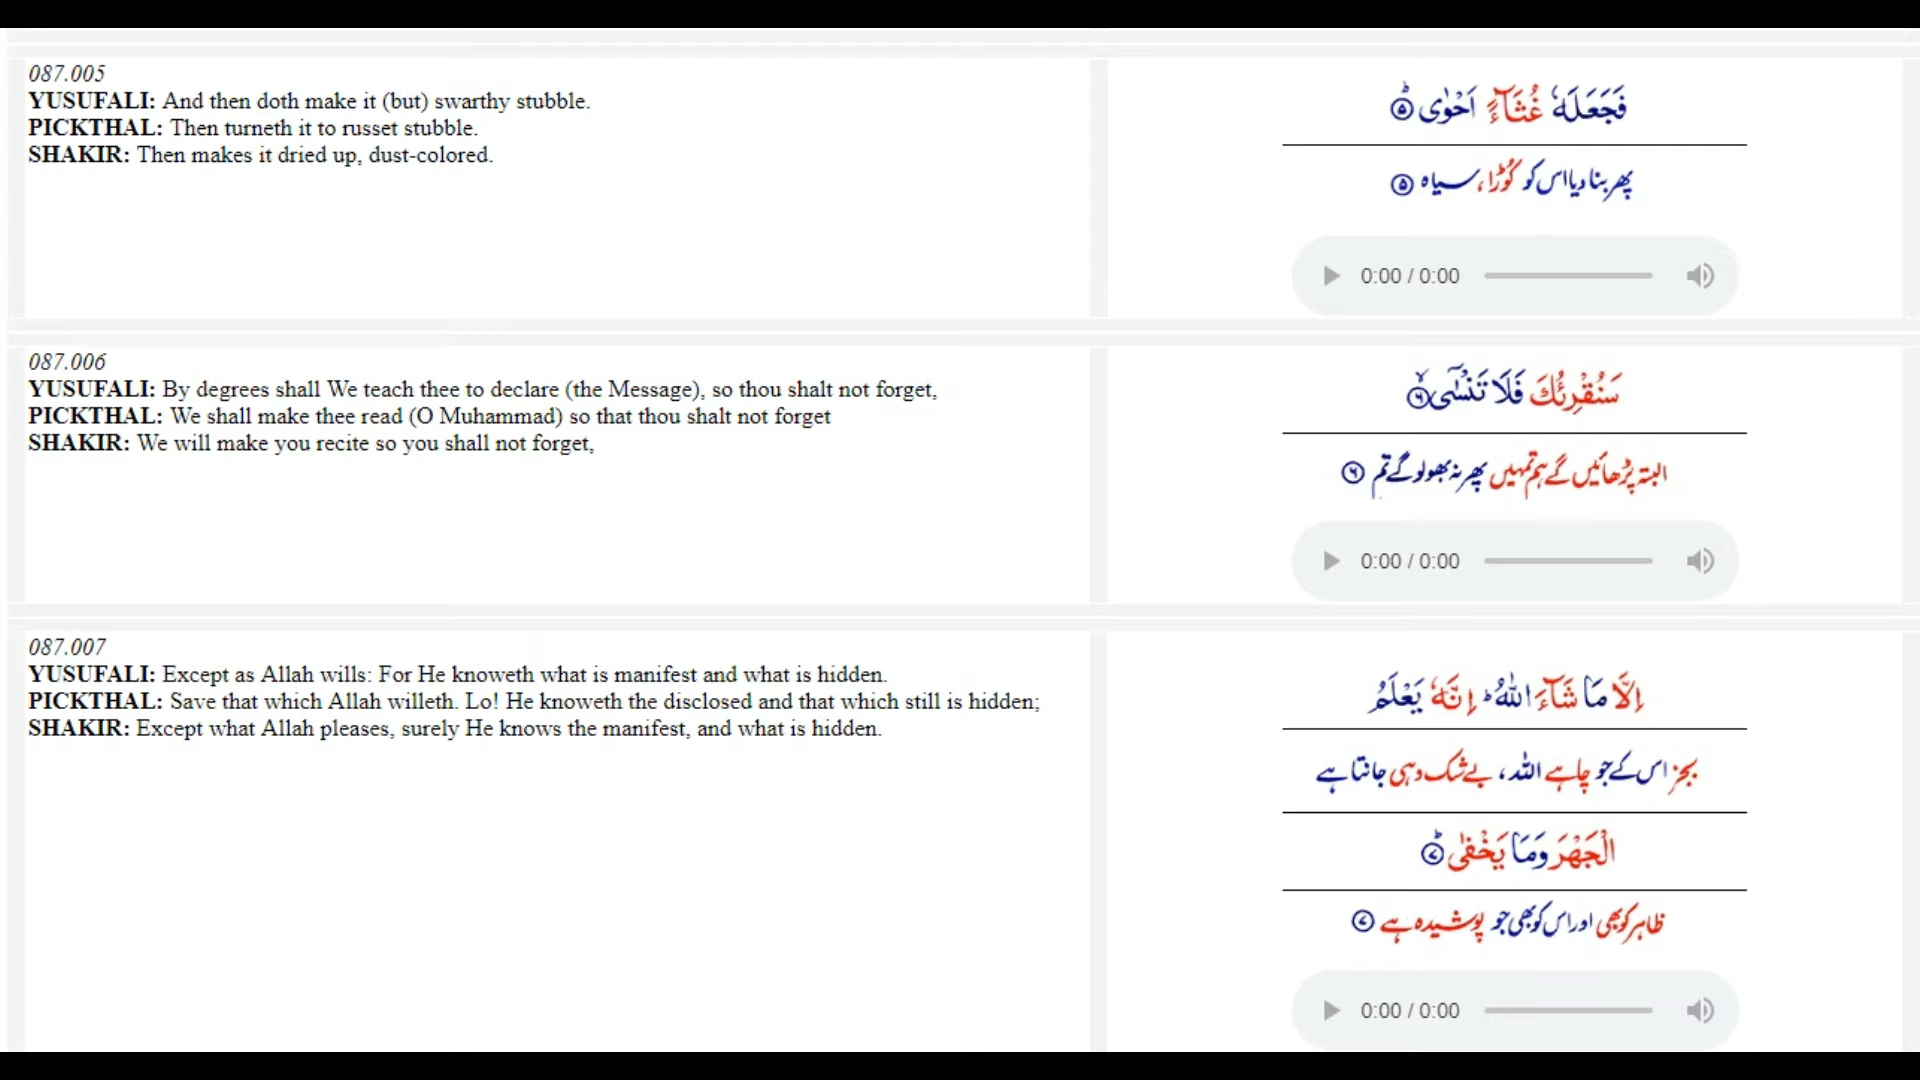 087.005
YUSUFALI: And then doth make it (but) swarthy stubble.
PICKTHAL: Then turneth it to russet stubble.
SHAKIR: Then makes it dried up, dust-colored.
فَجَعَلَهٗ غُثَآءً اَحْوٰی ﴿۵﴾
پھر بنا دیا اس کو کُوڑا، سیاہ ﴿۵﴾
0:00 / 0:00
087.006
YUSUFALI: By degrees shall We teach thee to declare (the Message), so thou shalt not forget,
PICKTHAL: We shall make thee read (O Muhammad) so that thou shalt not forget
SHAKIR: We will make you recite so you shall not forget,
سَنُقْرِئُكَ فَلَا تَنْسٰٓی ﴿۶﴾
البتہ پڑھائیں گے ہم تمہیں پھر نہ بھولو گے تم ﴿۶﴾
0:00 / 0:00
087.007
YUSUFALI: Except as Allah wills: For He knoweth what is manifest and what is hidden.
PICKTHAL: Save that which Allah willeth. Lo! He knoweth the disclosed and that which still is hidden;
SHAKIR: Except what Allah pleases, surely He knows the manifest, and what is hidden.
اِلَّا مَا شَآءَ اللّٰهُ ؕ اِنَّهٗ یَعْلَمُ
بجز اس کے جو چاہے اللہ، بے شک وہی جانتا ہے
الْجَهْرَ وَمَا یَخْفٰی ﴿۷﴾
ظاہر کو بھی اور اس کو بھی جو پوشیدہ ہے ﴿۷﴾
0:00 / 0:00